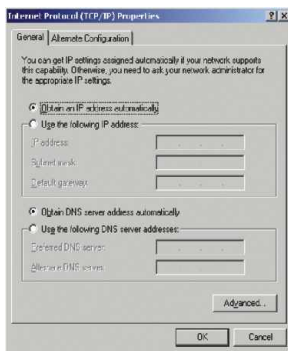 Internet Protocol (TCP/IP) Properties
General
Alternate Configuration
You can get IP settings assigned automatically if your network supports
this capability. Otherwise, you need to ask your network administrator for
the appropriate IP settings.
Obtain an IP address automatically
Use the following IP address:
IP address:
Subnet mask:
Default gateway:
Obtain DNS server address automatically
Use the following DNS server addresses:
Preferred DNS server:
Alternate DNS server:
Advanced...
OK
Cancel